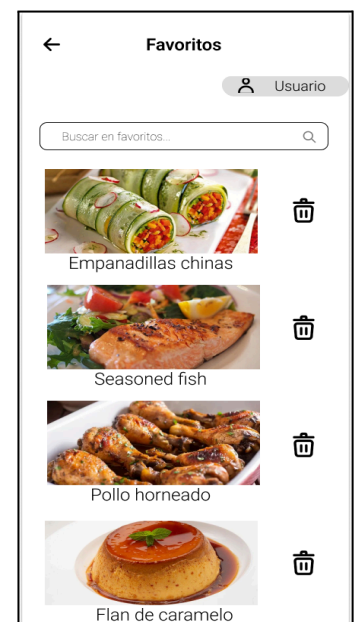 Favoritos
Usuario
Buscar en favoritos...
Empanadillas chinas
Seasoned fish
Pollo horneado
Flan de caramelo